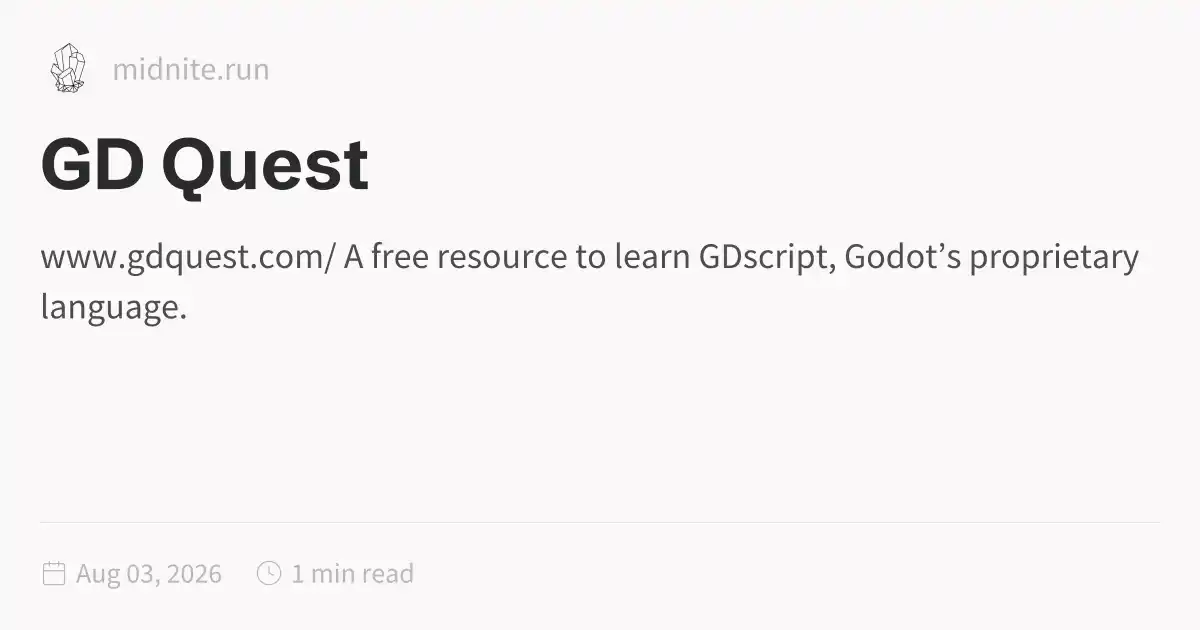 midnite.run
GD Quest
www.gdquest.com/ A free resource to learn GDscript, Godot’s proprietary
language.
Aug 03, 2026
1 min read